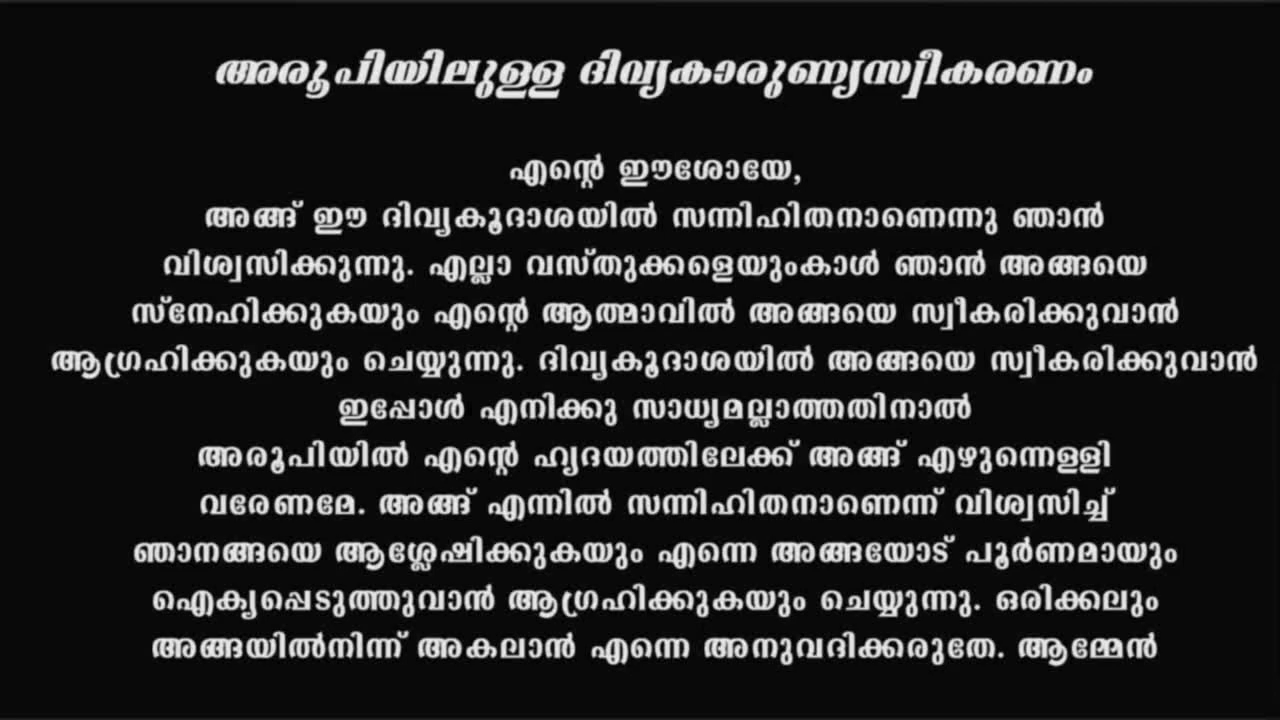 അരൂപിയിലുള്ള ദിവ്യകാരുണ്യസ്വീകരണം
എന്റെ ഈശോയേ,
അങ്ങ് ഈ ദിവ്യകൂദാശയിൽ സന്നിഹിതനാണെന്നു ഞാൻ
വിശ്വസിക്കുന്നു. എല്ലാ വസ്തുക്കളെയുംകാൾ ഞാൻ അങ്ങയെ
സ്നേഹിക്കുകയും എന്റെ ആത്മാവിൽ അങ്ങയെ സ്വീകരിക്കുവാൻ
ആഗ്രഹിക്കുകയും ചെയ്യുന്നു. ദിവ്യകൂദാശയിൽ അങ്ങയെ സ്വീകരിക്കുവാൻ
ഇപ്പോൾ എനിക്കു സാധ്യമല്ലാത്തതിനാൽ
അരൂപിയിൽ എന്റെ ഹൃദയത്തിലേക്ക് അങ്ങ് എഴുന്നെള്ളി
വരേണമേ. അങ്ങ് എന്നിൽ സന്നിഹിതനാണെന്ന് വിശ്വസിച്ച്
ഞാനങ്ങയെ ആശ്ലേഷിക്കുകയും എന്നെ അങ്ങയോട് പൂർണമായും
ഐക്യപ്പെടുത്തുവാൻ ആഗ്രഹിക്കുകയും ചെയ്യുന്നു. ഒരിക്കലും
അങ്ങയിൽനിന്ന് അകലാൻ എന്നെ അനുവദിക്കരുതേ. ആമ്മേൻ